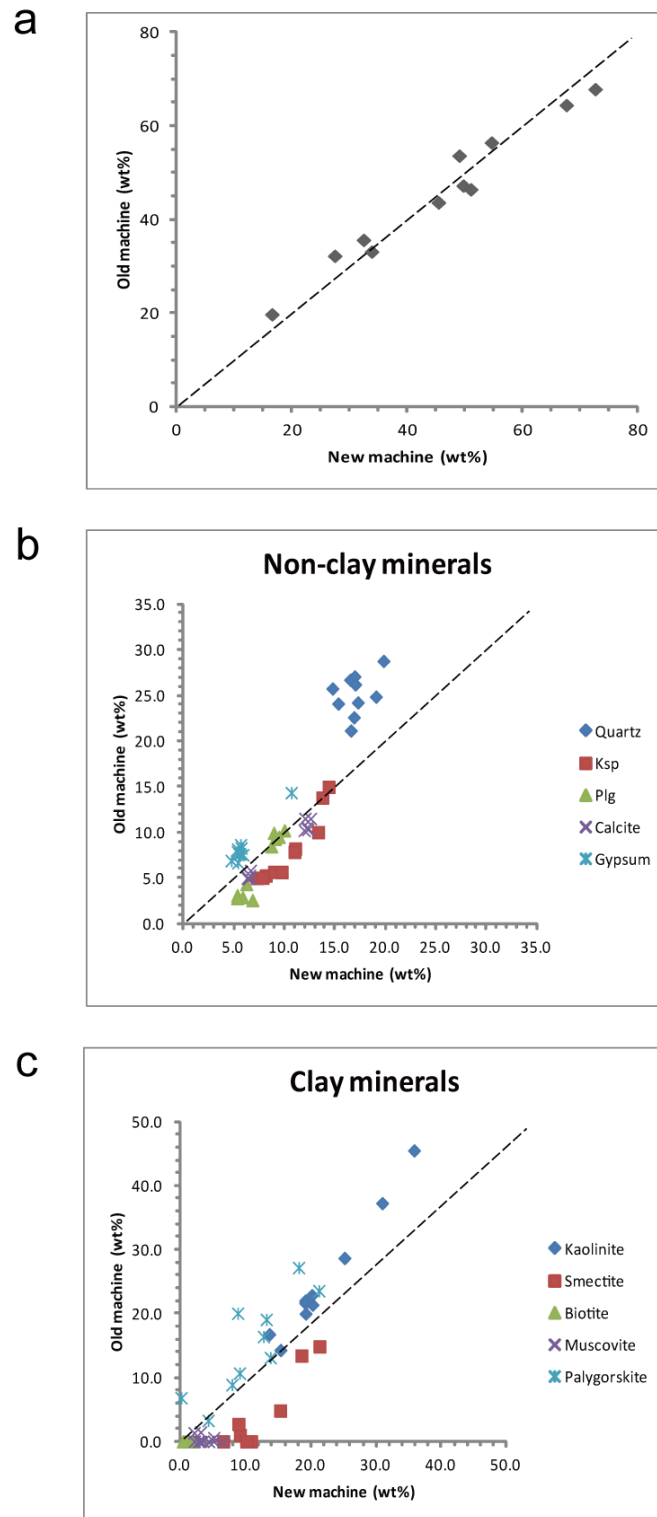 a
80
60
40
20
0
Old machine (wt%)
0 20 40 60 80
New machine (wt%)
b
Non-clay minerals
35.0
30.0
25.0
20.0
15.0
10.0
5.0
0.0
Old machine (wt%)
0.0 5.0 10.0 15.0 20.0 25.0 30.0 35.0
New machine (wt%)
Quartz
Ksp
Plg
Calcite
Gypsum
c
Clay minerals
50.0
40.0
30.0
20.0
10.0
0.0
Old machine (wt%)
0.0 10.0 20.0 30.0 40.0 50.0
New machine (wt%)
Kaolinite
Smectite
Biotite
Muscovite
Palygorskite